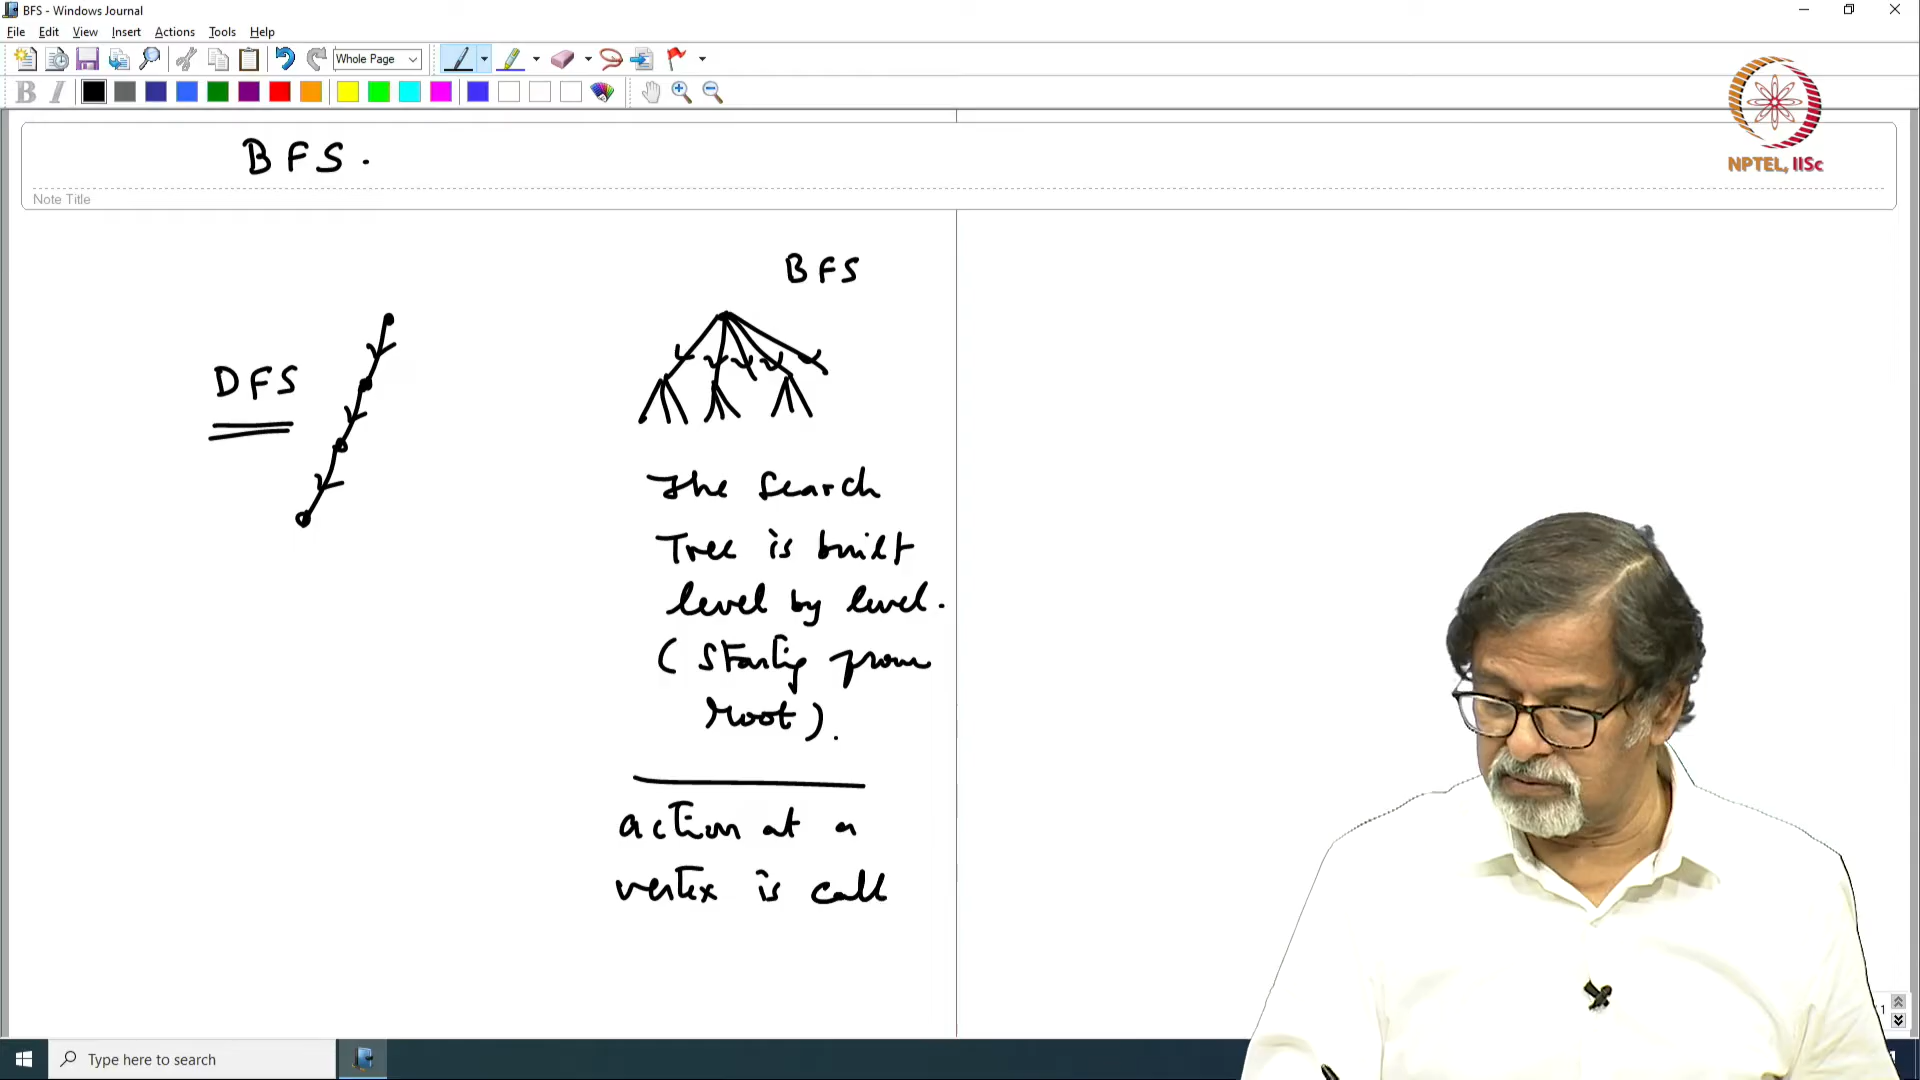 BFS - Windows Journal
File Edit View Insert Actions Tools Help
Whole Page
B I
NPTEL, IISc
BFS.
Note Title
BFS
DFS
The Search
Tree is built
level by level.
(Starting from
root).
action at a
vertex is call
1
Type here to search